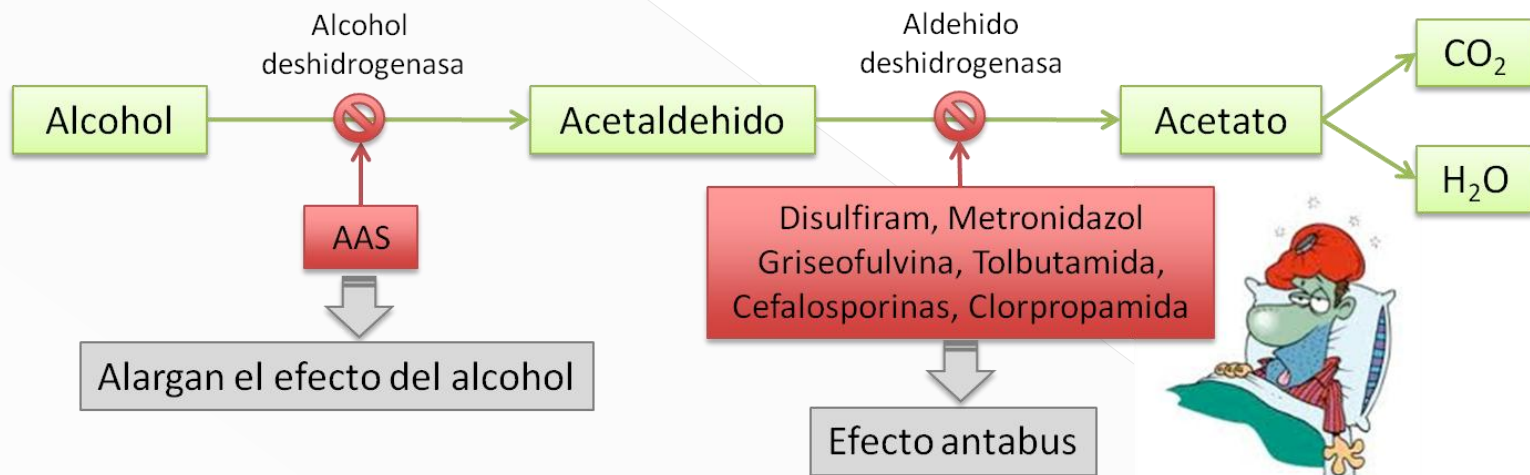 Alcohol
deshidrogenasa
Aldehido
deshidrogenasa
Alcohol
Acetaldehido
Acetato
CO₂
H₂O
AAS
Disulfiram, Metronidazol
Griseofulvina, Tolbutamida,
Cefalosporinas, Clorpropamida
Alargan el efecto del alcohol
Efecto antabus